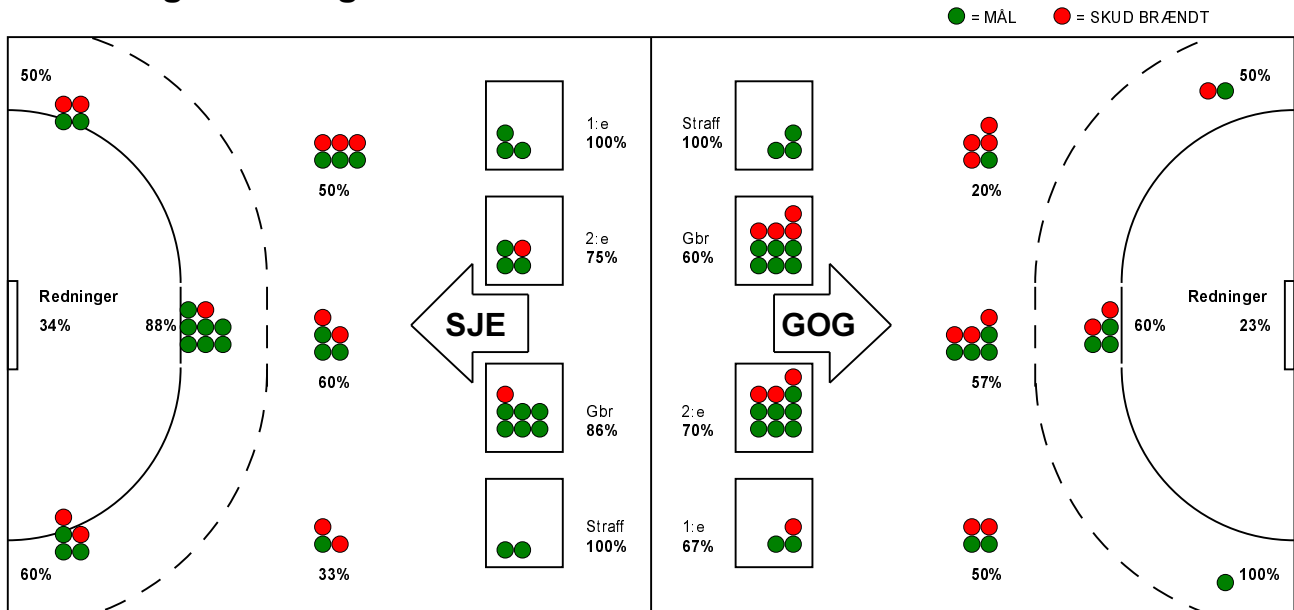 = MÅL = SKUD BRÆNDT
50%
50%
1:e
100%
Straff
100%
50%
20%
2:e
75%
Gbr
60%
Redninger
34%
88%
SJE
GOG
60%
Redninger
23%
60%
57%
Gbr
86%
2:e
70%
Straff
100%
1:e
67%
60%
33%
50%
100%